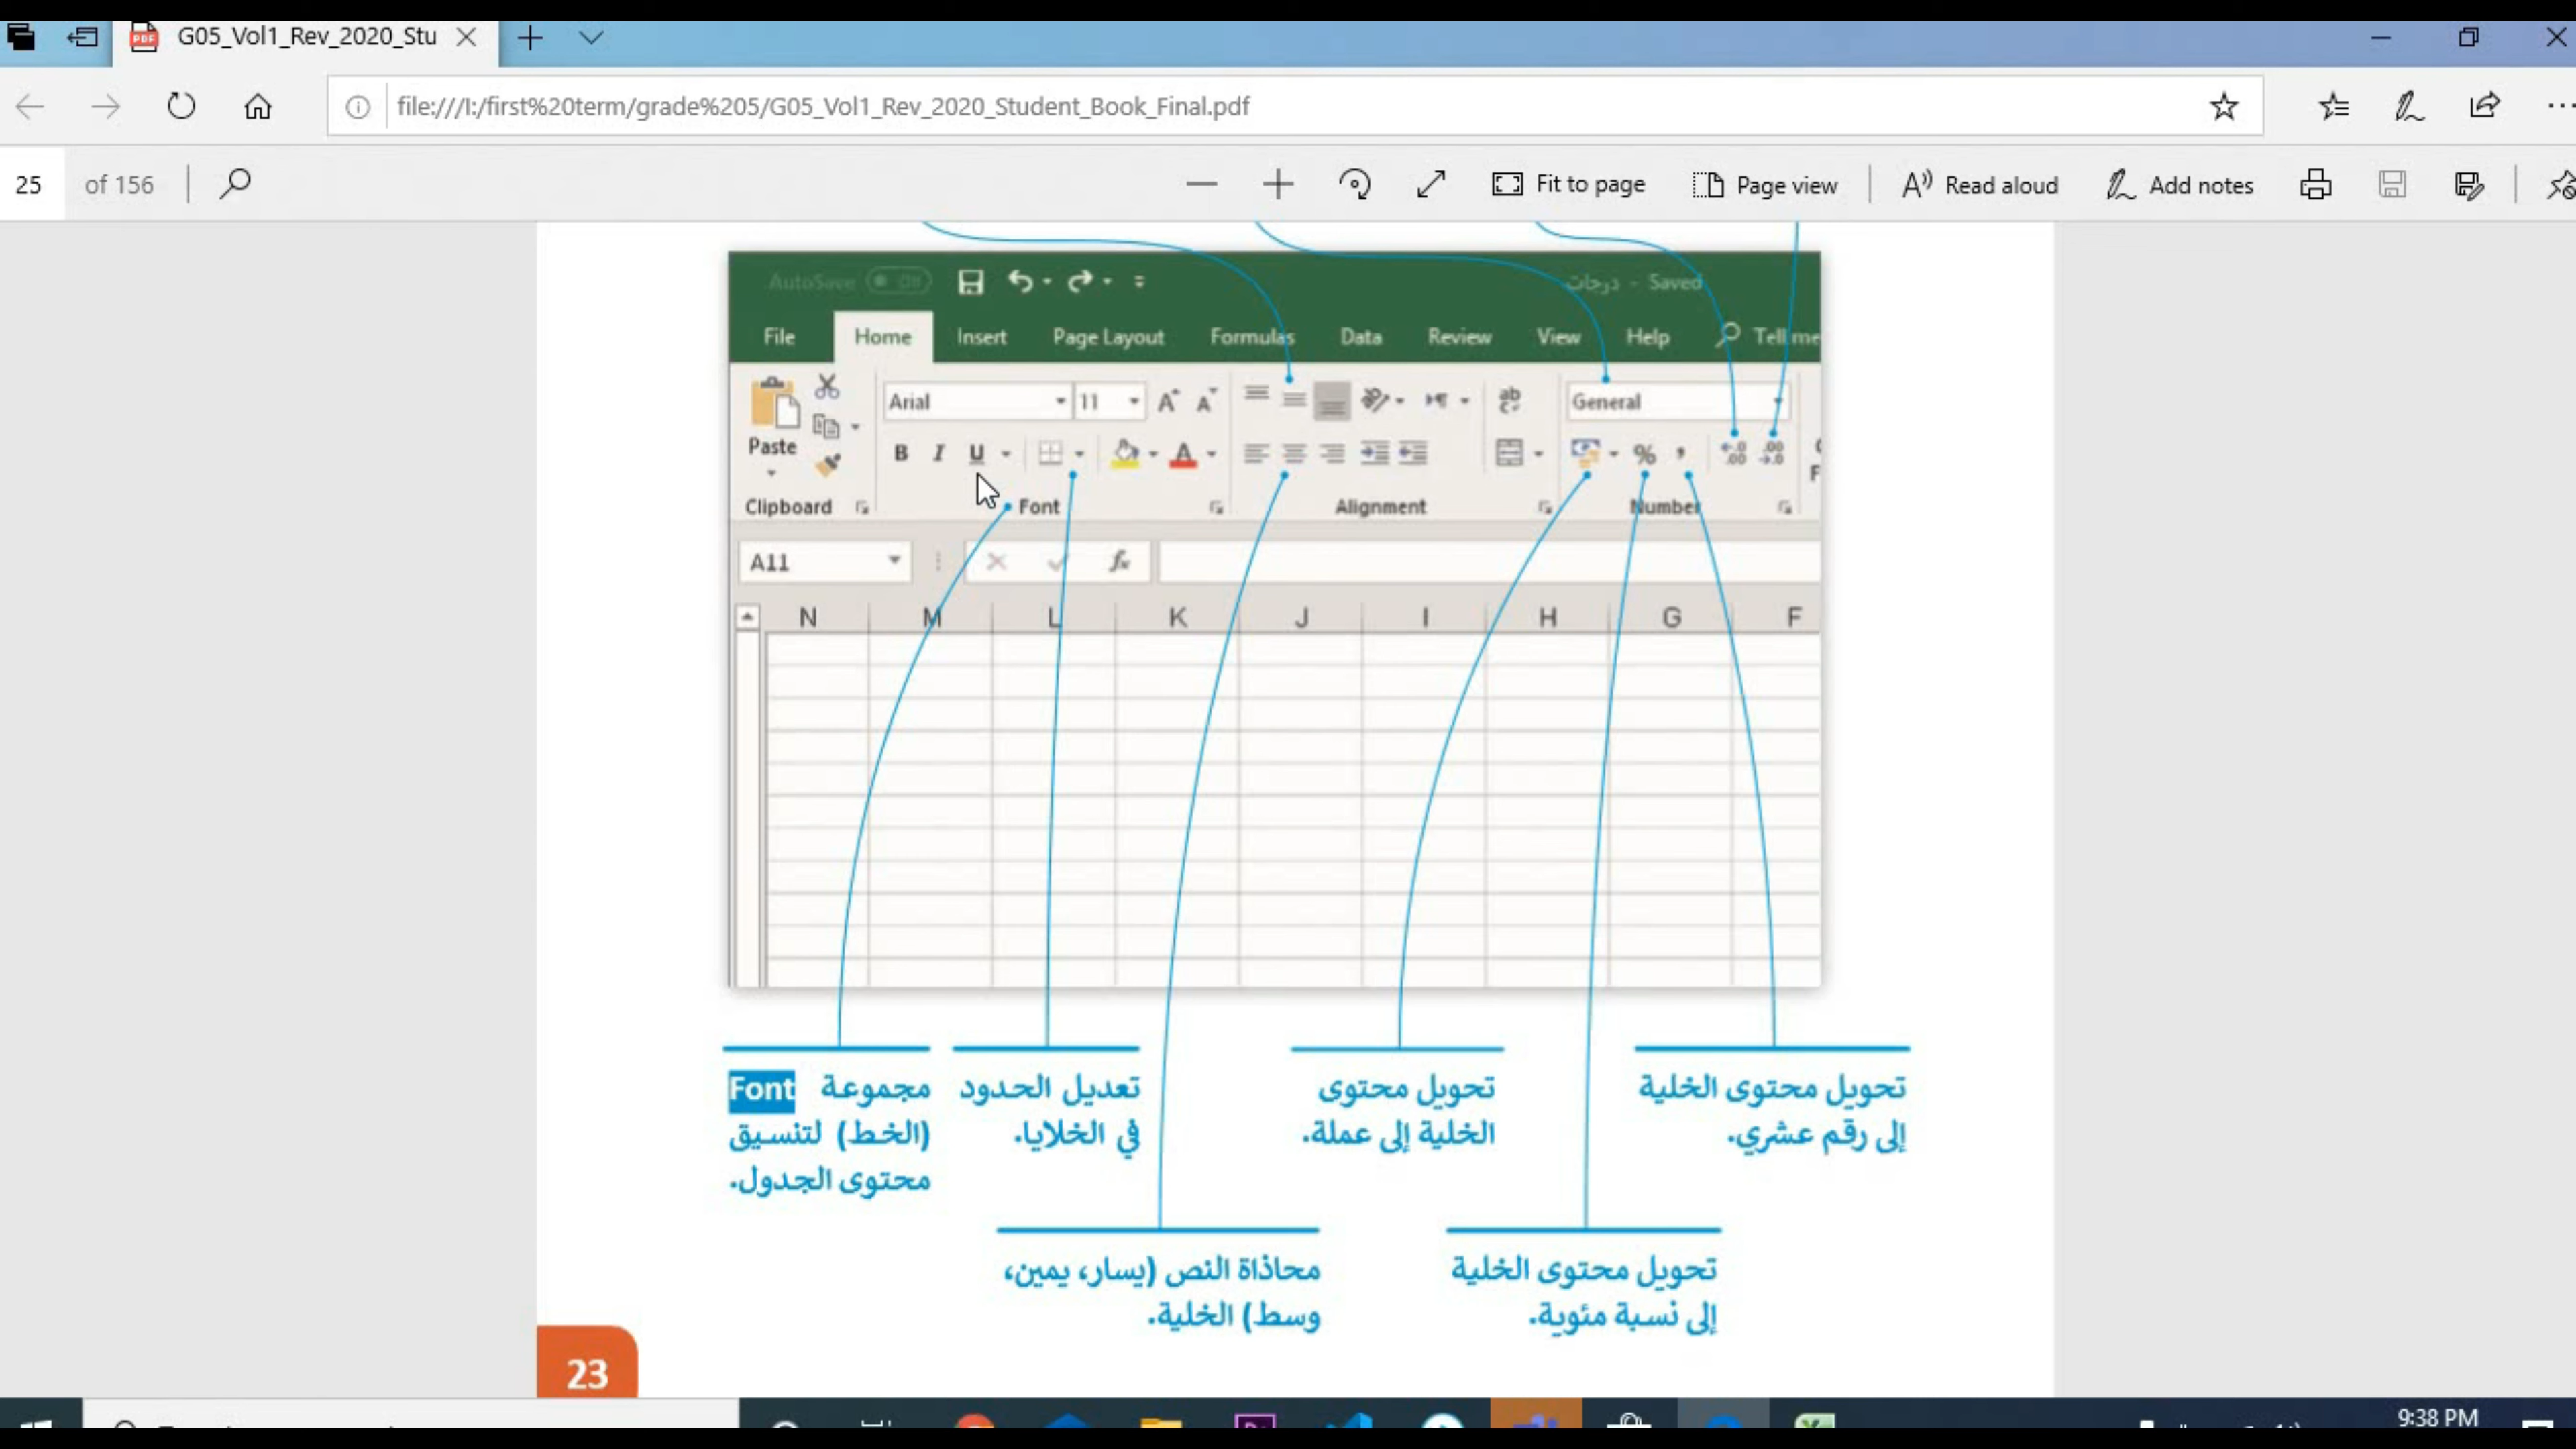 G05_Vol1_Rev_2020_Stu
file:///I:/first%20term/grade%205/G05_Vol1_Rev_2020_Student_Book_Final.pdf
25 of 156
Fit to page
Page view
Read aloud
Add notes
AutoSave Off
درجات - Saved
File Home Insert Page Layout Formulas Data Review View Help Tell me
Paste
Arial 11
General
B I U
Clipboard Font Alignment Number
A11
fx
N M L K J I H G F
تحويل محتوى الخلية
إلى رقم عشري.
تحويل محتوى
الخلية إلى عملة.
تعديل الحدود
في الخلايا.
مجموعة Font
(الخط) لتنسيق
محتوى الجدول.
تحويل محتوى الخلية
إلى نسبة مئوية.
محاذاة النص (يسار، يمين،
وسط) الخلية.
23
9:38 PM